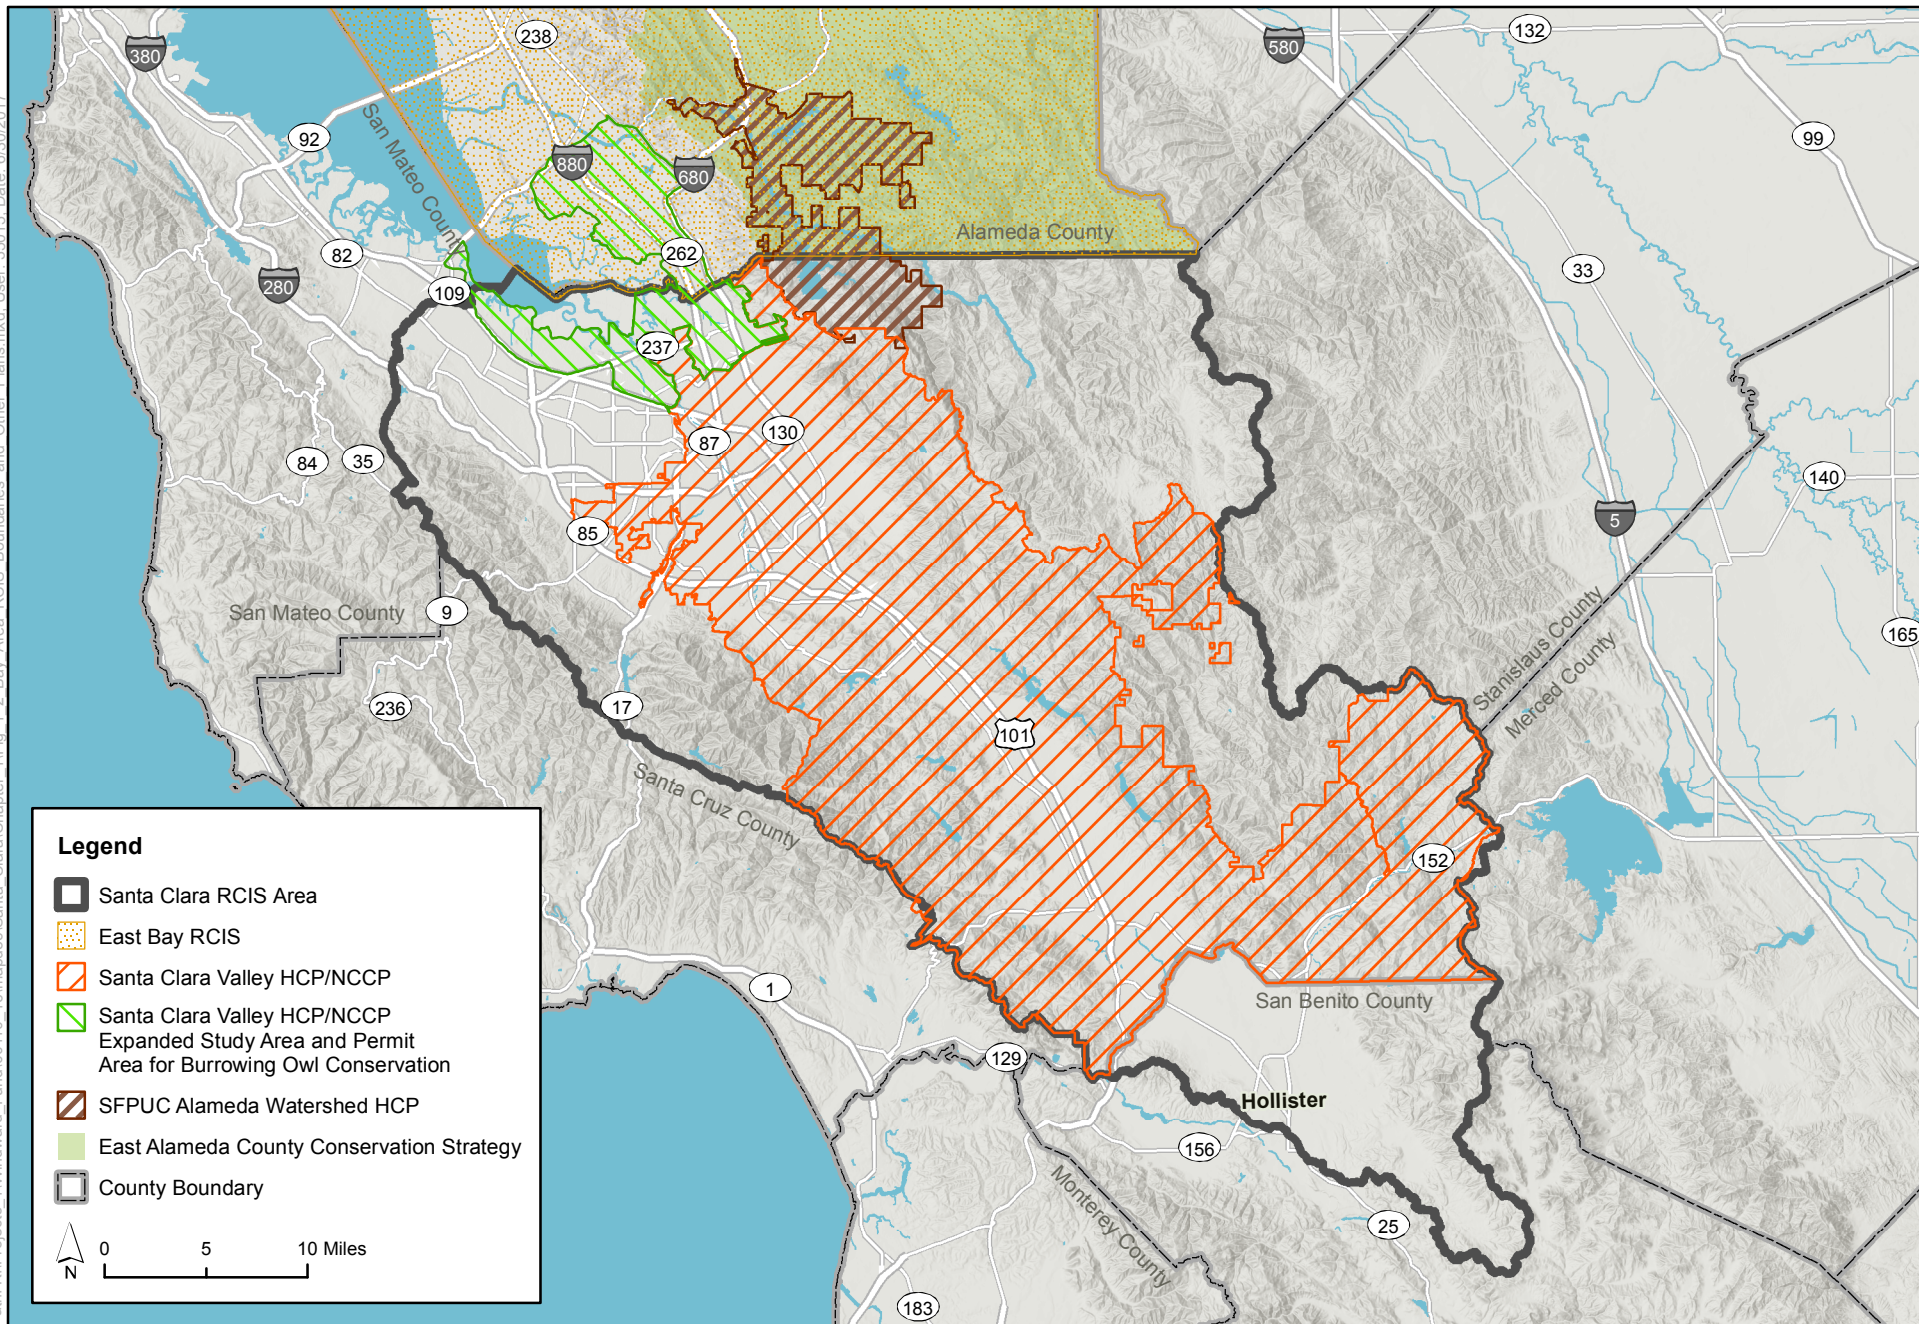 238
132
380
580
San Mateo County
92
99
880
680
Alameda County
262
82
33
280
109
237
87
130
84
35
140
5
85
San Mateo County
9
Stanislaus County
Merced County
165
236
17
101
Santa Cruz County
152
1
San Benito County
129
Hollister
156
Monterey County
25
183
Legend
Santa Clara RCIS Area
East Bay RCIS
Santa Clara Valley HCP/NCCP
Santa Clara Valley HCP/NCCP
Expanded Study Area and Permit
Area for Burrowing Owl Conservation
SFPUC Alameda Watershed HCP
East Alameda County Conservation Strategy
County Boundary
N
0 5 10 Miles